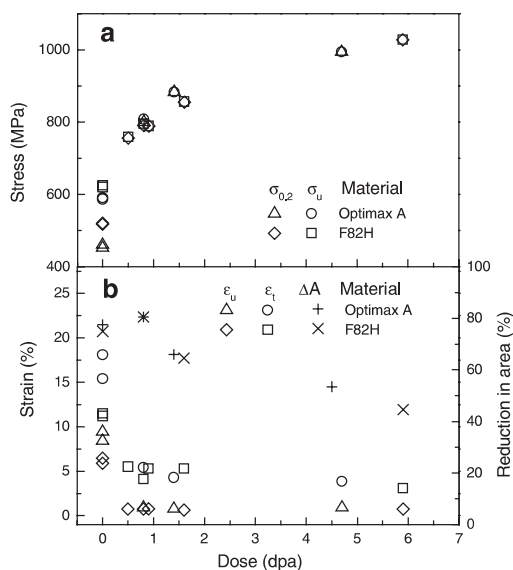 a
1000
800
600
400
Stress (MPa)
σ0.2 σu Material
△ ○ Optimax A
◇ □ F82H
b
25
20
15
10
5
0
Strain (%)
εu εt ΔA Material
△ ○ + Optimax A
◇ □ × F82H
100
80
60
40
20
0
Reduction in area (%)
0 1 2 3 4 5 6 7
Dose (dpa)